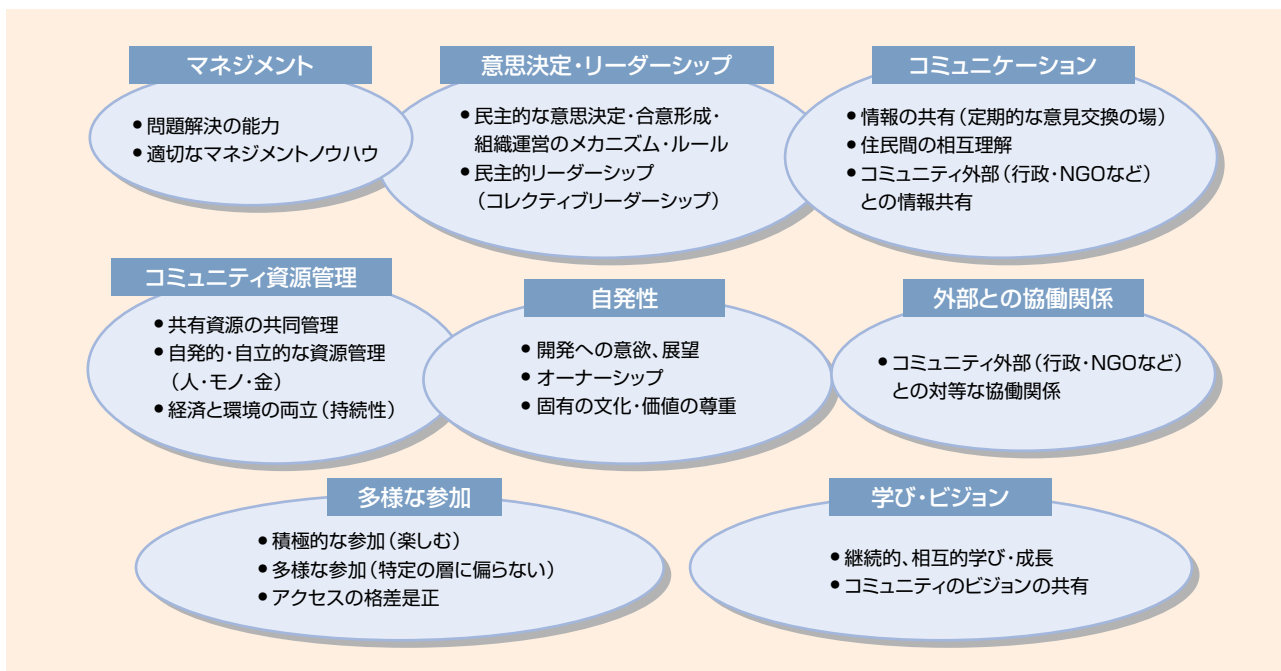 マネジメント
• 問題解決の能力
• 適切なマネジメントノウハウ
意思決定・リーダーシップ
• 民主的な意思決定・合意形成・
組織運営のメカニズム・ルール
• 民主的リーダーシップ
（コレクティブリーダーシップ）
コミュニケーション
• 情報の共有（定期的な意見交換の場）
• 住民間の相互理解
• コミュニティ外部（行政・NGOなど）
との情報共有
コミュニティ資源管理
• 共有資源の共同管理
• 自発的・自立的な資源管理
（人・モノ・金）
• 経済と環境の両立（持続性）
自発性
• 開発への意欲、展望
• オーナーシップ
• 固有の文化・価値の尊重
外部との協働関係
• コミュニティ外部（行政・NGOなど）
との対等な協働関係
多様な参加
• 積極的な参加（楽しむ）
• 多様な参加（特定の層に偏らない）
• アクセスの格差是正
学び・ビジョン
• 継続的、相互的学び・成長
• コミュニティのビジョンの共有